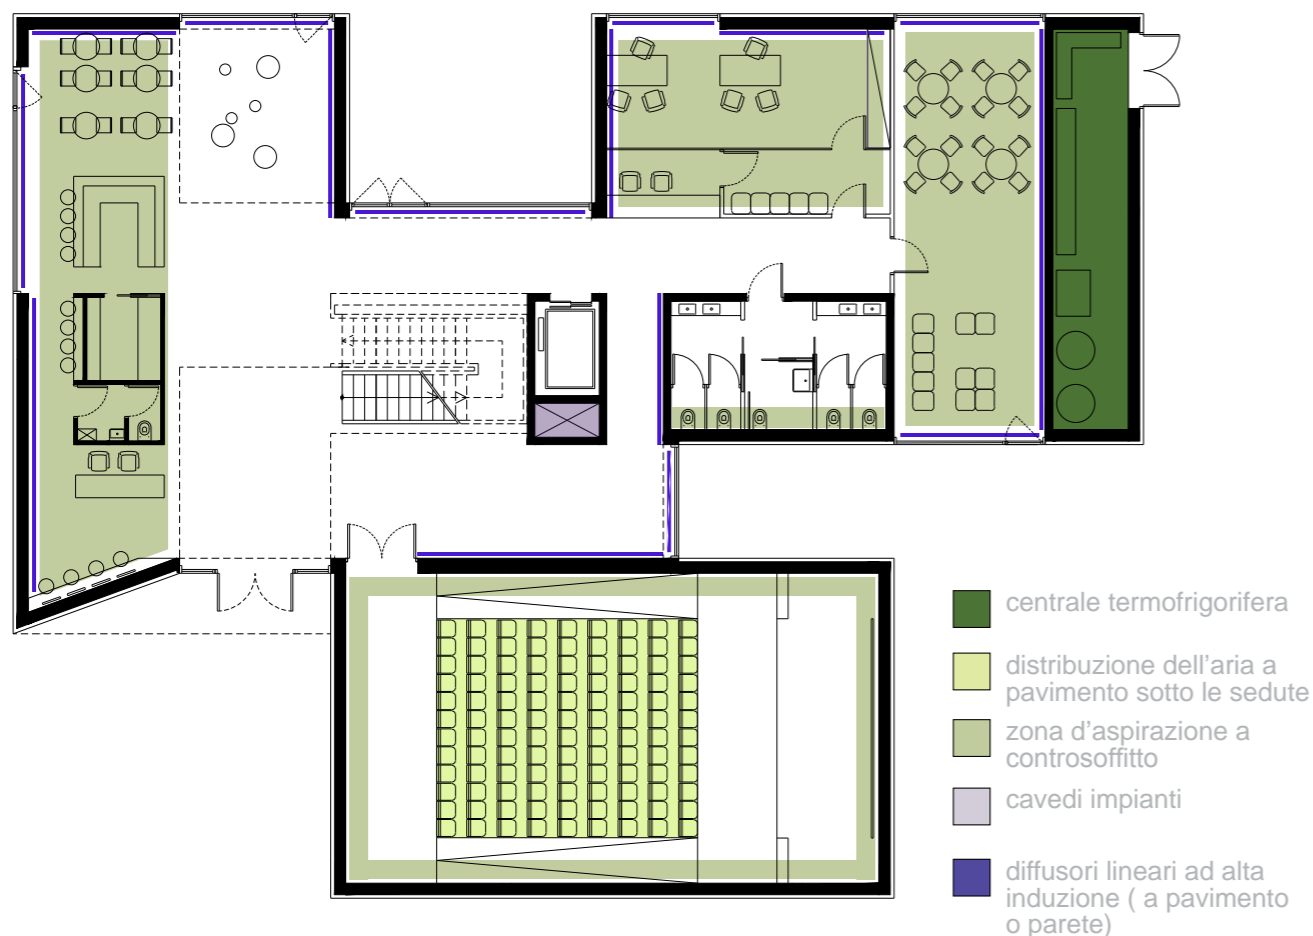 centrale termofrigorifera
distribuzione dell'aria a
pavimento sotto le sedute
zona d'aspirazione a
controsoffitto
cavedi impianti
diffusori lineari ad alta
induzione ( a pavimento
o parete)